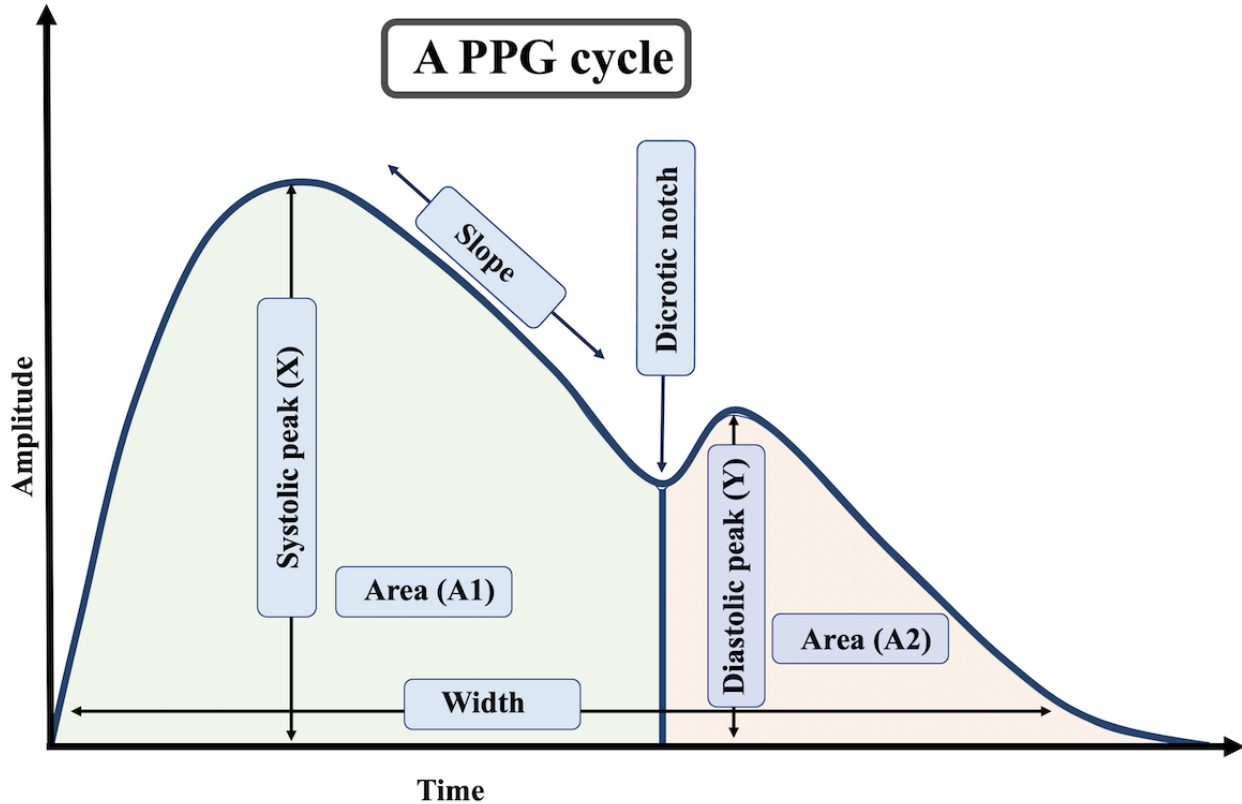 A PPG cycle
Slope
Dicrotic notch
Amplitude
Systolic peak (X)
Diastolic peak (Y)
Area (A1)
Area (A2)
Width
Time